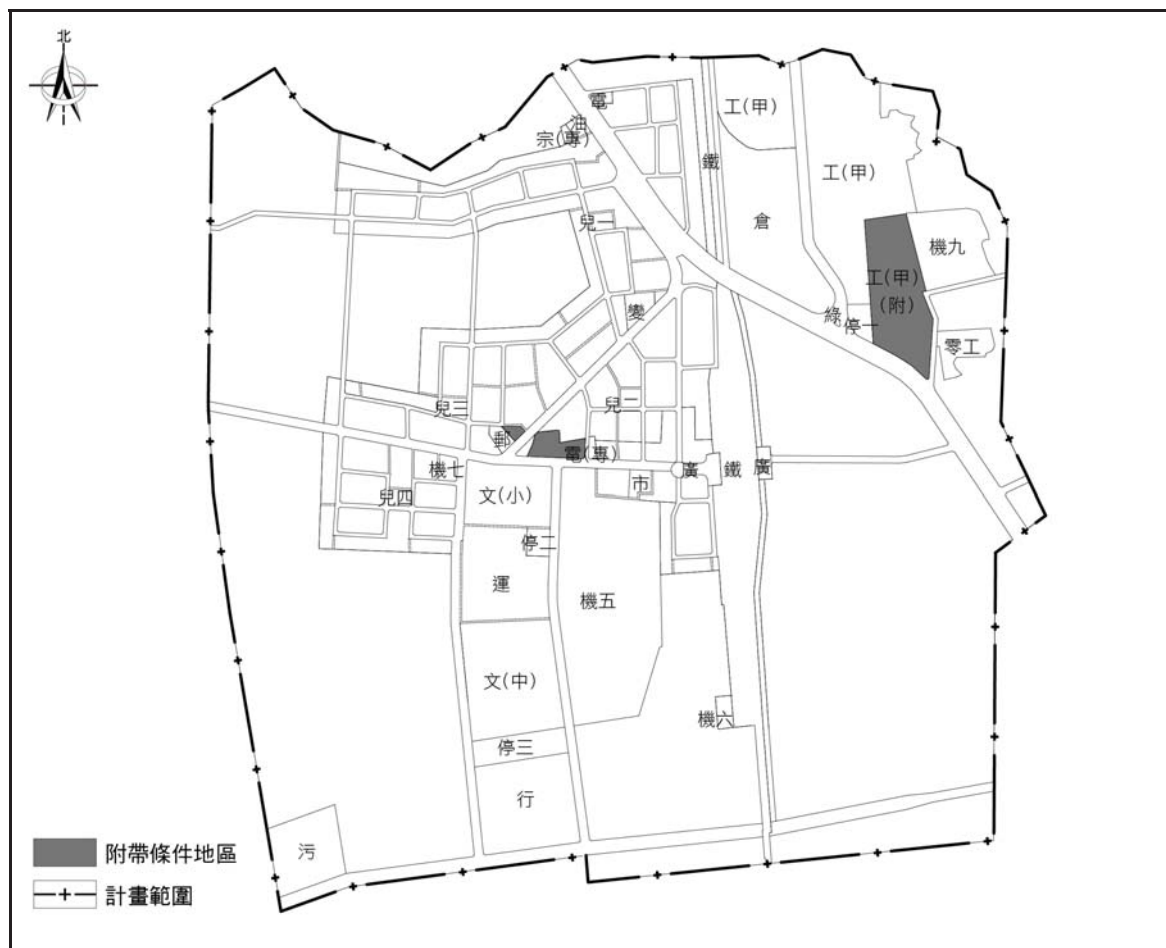 北
電
油
宗(專)
工(甲)
鐵
工(甲)
倉
兒一
機九
工(甲)
(附)
變
綠
停一
零工
兒三
兒二
郵
電(專)
機七
廣
鐵
廣
市
兒四
文(小)
停二
運
機五
文(中)
機六
停三
行
污
附帶條件地區
計畫範圍